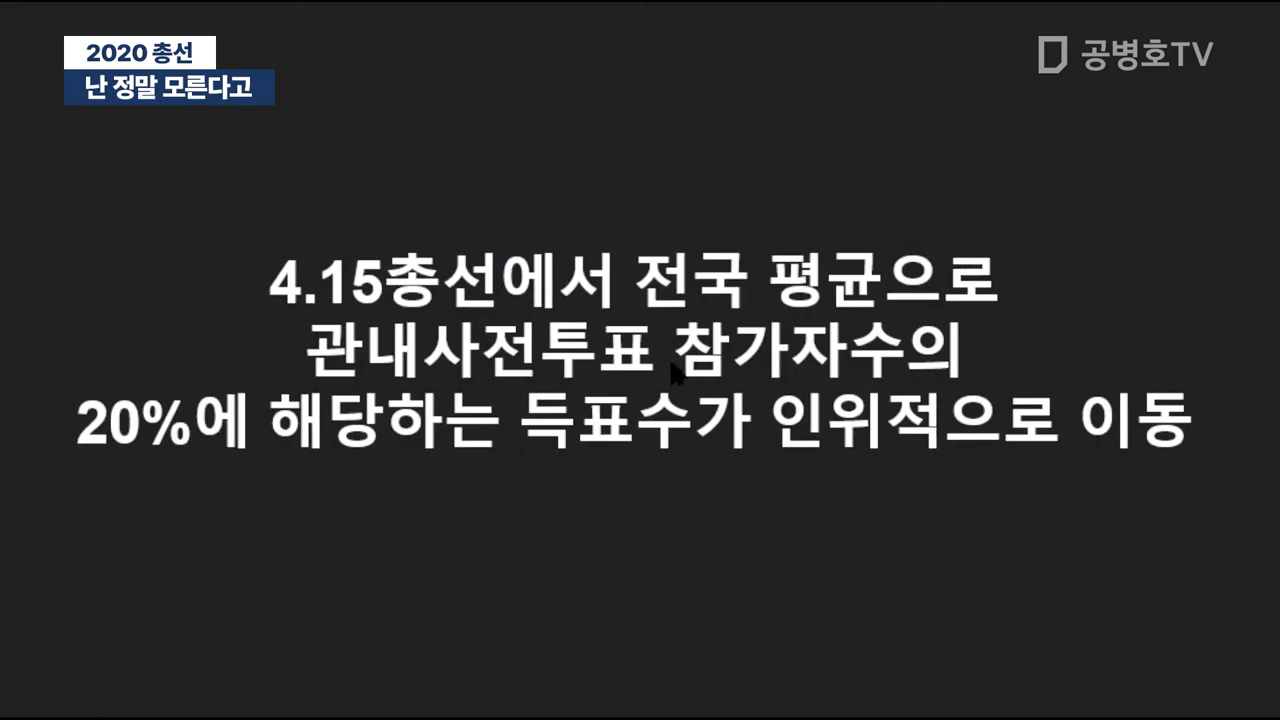 2020 총선
난 정말 모른다고
공병호TV
4.15총선에서 전국 평균으로
관내사전투표 참가자수의
20%에 해당하는 득표수가 인위적으로 이동